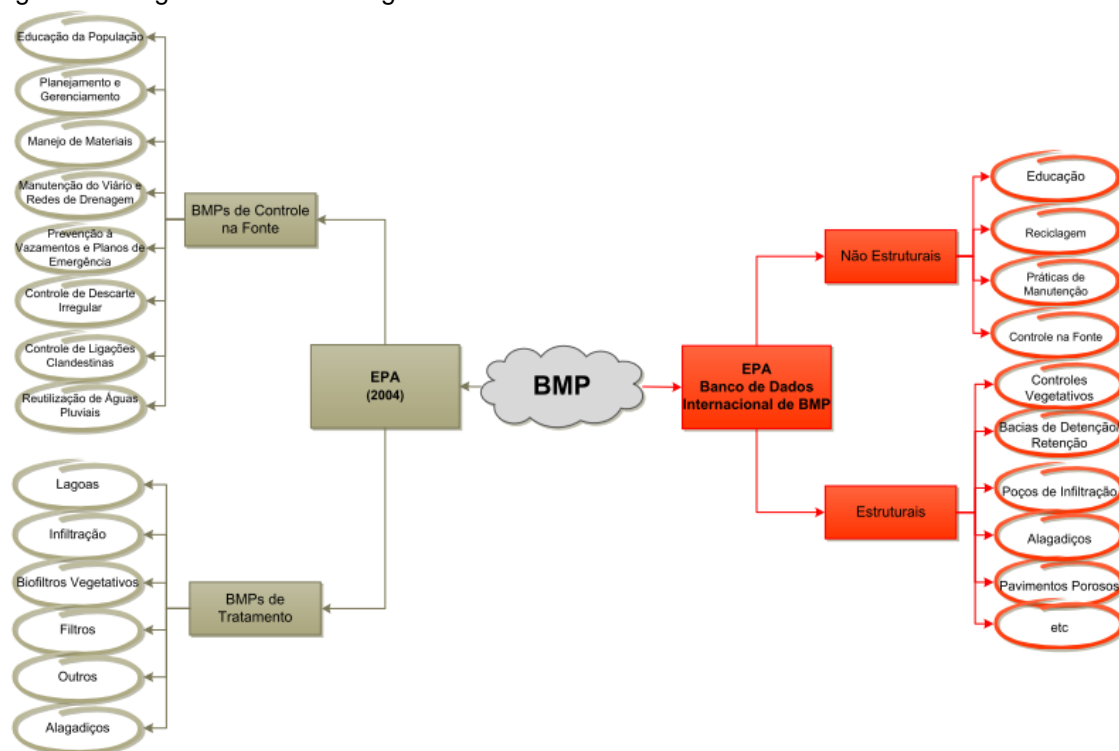 Educação da População
Planejamento e
Gerenciamento
Manejo de Materiais
Manutenção do Viário e
Redes de Drenagem
Prevenção à
Vazamentos e Planos de
Emergência
Controle de Descarte
Irregular
Controle de Ligações
Clandestinas
Reutilização de Águas
Pluviais
BMPs de Controle
na Fonte
Lagoas
Infiltração
Biofiltros Vegetativos
Filtros
Outros
Alagadiços
BMPs de
Tratamento
EPA
(2004)
BMP
EPA
Banco de Dados
Internacional de BMP
Não Estruturais
Educação
Reciclagem
Práticas de
Manutenção
Controle na Fonte
Estruturais
Controles
Vegetativos
Bacias de Detenção/
Retenção
Poços de Infiltração
Alagadiços
Pavimentos Porosos
etc